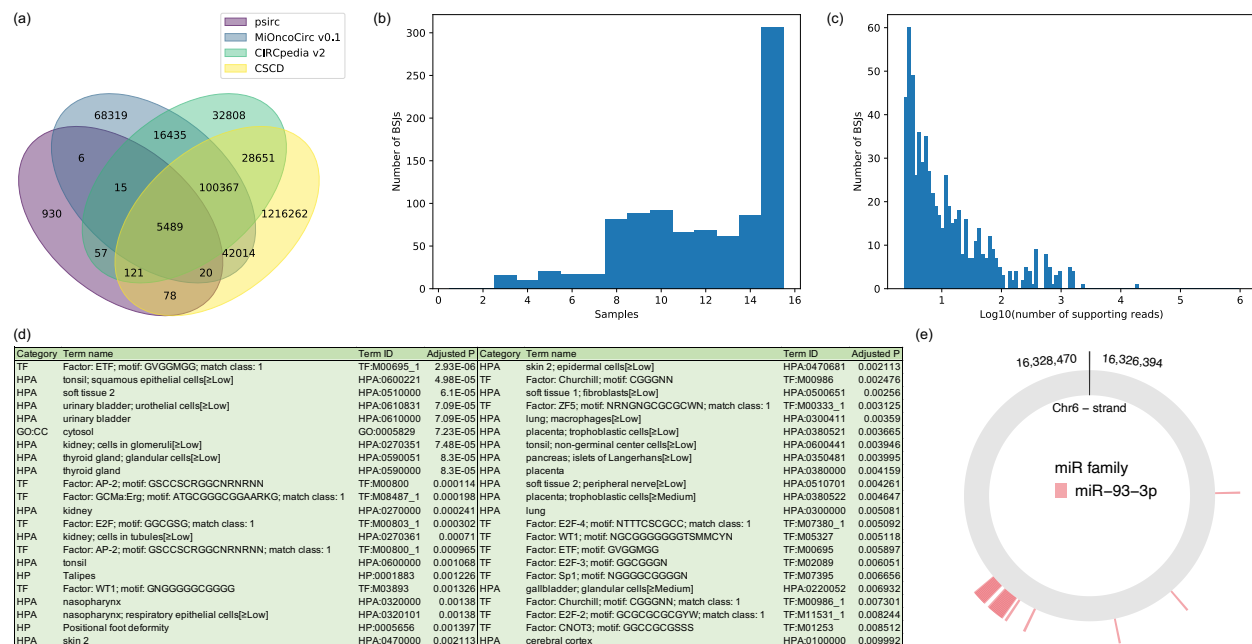 (a)
psirc
MiOncoCirc v0.1
CIRCpedia v2
CSCD
68319
32808
16435
6
28651
15
100367
930
1216262
5489
57
42014
121
20
78
(b)
Number of BSJs
300
250
200
150
100
50
0
0 2 4 6 8 10 12 14 16
Samples
(c)
Number of BSJs
60
50
40
30
20
10
0
1 2 3 4 5 6
Log10(number of supporting reads)
(d)
Category Term name Term ID Adjusted P Category Term name Term ID Adjusted P
TF Factor: ETF; motif: GVGGMGG; match class: 1 TF:M00695_1 2.93E-06 HPA skin 2; epidermal cells[≥Low] HPA:0470681 0.002113
HPA tonsil; squamous epithelial cells[≥Low] HPA:0600221 4.98E-05 TF Factor: Churchill; motif: CGGGNN TF:M00986 0.002476
HPA soft tissue 2 HPA:0510000 6.1E-05 HPA soft tissue 1; fibroblasts[≥Low] HPA:0500651 0.00256
HPA urinary bladder; urothelial cells[≥Low] HPA:0610831 7.09E-05 TF Factor: ZF5; motif: NRNGNGCGCGCWN; match class: 1 TF:M00333_1 0.003125
HPA urinary bladder HPA:0610000 7.09E-05 HPA lung; macrophages[≥Low] HPA:0300411 0.00359
GO:CC cytosol GO:0005829 7.23E-05 HPA placenta; trophoblastic cells[≥Low] HPA:0380521 0.003665
HPA kidney; cells in glomeruli[≥Low] HPA:0270351 7.48E-05 HPA tonsil; non-germinal center cells[≥Low] HPA:0600441 0.003946
HPA thyroid gland; glandular cells[≥Low] HPA:0590051 8.3E-05 HPA pancreas; islets of Langerhans[≥Low] HPA:0350481 0.003995
HPA thyroid gland HPA:0590000 8.3E-05 HPA placenta HPA:0380000 0.004159
TF Factor: AP-2; motif: GSCCSCRGGCNRNRNN TF:M00800 0.000114 HPA soft tissue 2; peripheral nerve[≥Low] HPA:0510701 0.004261
TF Factor: GCMa:Erg; motif: ATGCGGGCGGAARKG; match class: 1 TF:M08487_1 0.000198 HPA placenta; trophoblastic cells[≥Medium] HPA:0380522 0.004647
HPA kidney HPA:0270000 0.000241 HPA lung HPA:0300000 0.005081
TF Factor: E2F; motif: GGCGSG; match class: 1 TF:M00803_1 0.000302 TF Factor: E2F-4; motif: NTTTCSCGCC; match class: 1 TF:M07380_1 0.005092
HPA kidney; cells in tubules[≥Low] HPA:0270361 0.00071 TF Factor: WT1; motif: NGCGGGGGGGTSMMCYN TF:M05327 0.005118
TF Factor: AP-2; motif: GSCCSCRGGCNRNRNN; match class: 1 TF:M00800_1 0.000965 TF Factor: ETF; motif: GVGGMGG TF:M00695 0.005897
HPA tonsil HPA:0600000 0.001068 TF Factor: E2F-3; motif: GGCGGGN TF:M02089 0.006051
HP Talipes HP:0001883 0.001226 TF Factor: Sp1; motif: NGGGGCGGGGN TF:M07395 0.006656
TF Factor: WT1; motif: GNGGGGGCGGGG TF:M03893 0.001326 HPA gallbladder; glandular cells[≥Medium] HPA:0220052 0.006932
HPA nasopharynx HPA:0320000 0.00138 TF Factor: Churchill; motif: CGGGNN; match class: 1 TF:M00986_1 0.007301
HPA nasopharynx; respiratory epithelial cells[≥Low] HPA:0320101 0.00138 TF Factor: E2F-2; motif: GCGCGCGCGYW; match class: 1 TF:M11531_1 0.008244
HP Positional foot deformity HP:0005656 0.001397 TF Factor: CNOT3; motif: GGCCGCGSSS TF:M01253 0.008512
HPA skin 2 HPA:0470000 0.002113 HPA cerebral cortex HPA:0100000 0.009992
(e)
16,328,470 16,326,394
Chr6 – strand
miR family
miR−93−3p